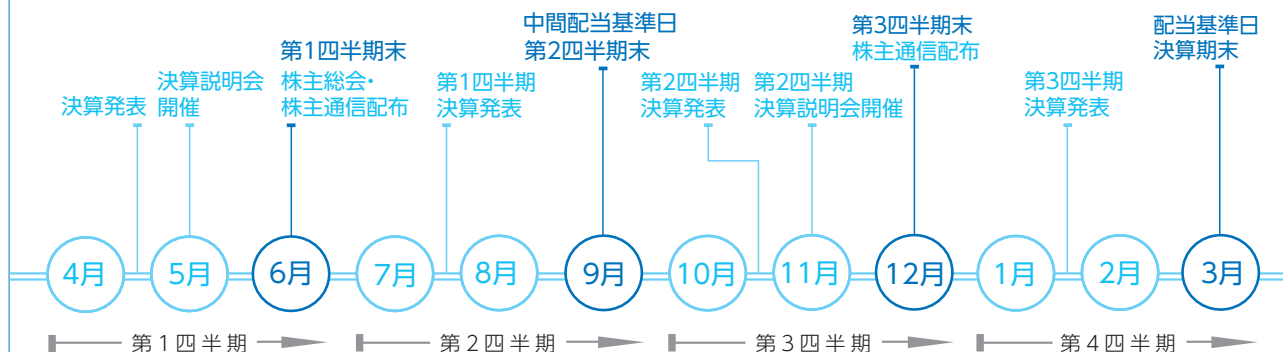 決算発表
決算説明会
開催
第1四半期末
株主総会・
株主通信配布
第1四半期
決算発表
中間配当基準日
第2四半期末
第2四半期
決算発表
第2四半期
決算説明会開催
第3四半期末
株主通信配布
第3四半期
決算発表
配当基準日
決算期末
4月
5月
6月
7月
8月
9月
10月
11月
12月
1月
2月
3月
第1四半期
第2四半期
第3四半期
第4四半期